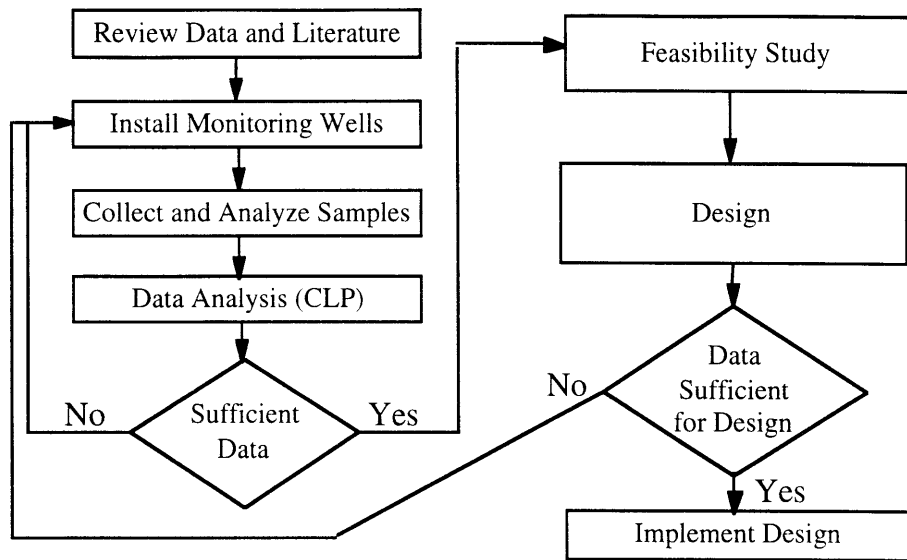 Review Data and Literature
Install Monitoring Wells
Collect and Analyze Samples
Data Analysis (CLP)
Sufficient
Data
No
Yes
Feasibility Study
Design
Data
Sufficient
for Design
No
Yes
Implement Design